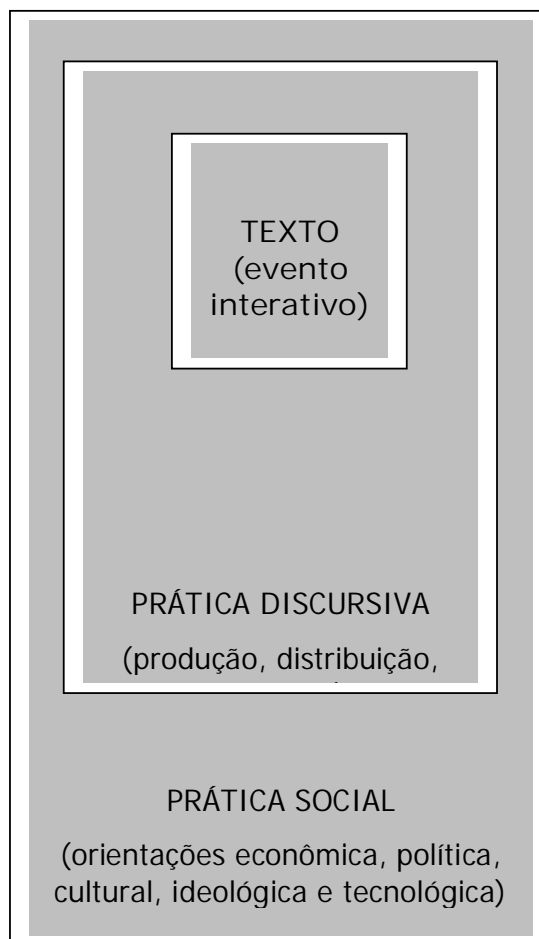 TEXTO
(evento
interativo)
PRÁTICA DISCURSIVA
(produção, distribuição,
PRÁTICA SOCIAL
(orientações econômica, política,
cultural, ideológica e tecnológica)